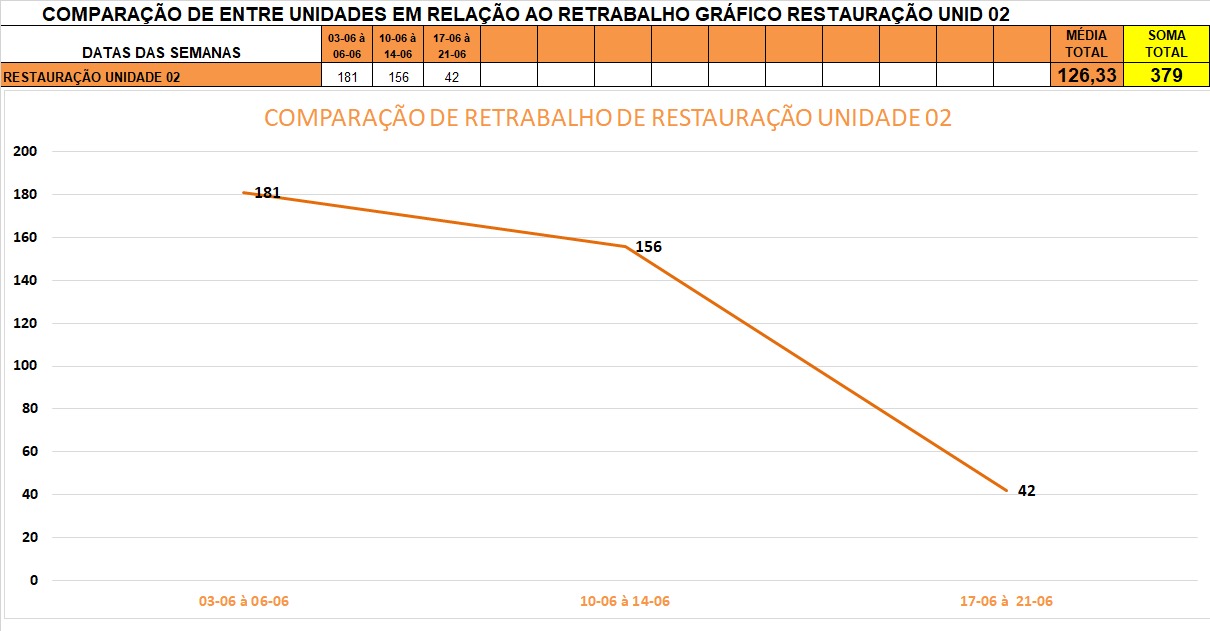 COMPARAÇÃO DE ENTRE UNIDADES EM RELAÇÃO AO RETRABALHO GRÁFICO RESTAURAÇÃO UNID 02
DATAS DAS SEMANAS
03-06 à
06-06
10-06 à
14-06
17-06 à
21-06
MÉDIA
TOTAL
SOMA
TOTAL
RESTAURAÇÃO UNIDADE 02 181 156 42 126,33 379
COMPARAÇÃO DE RETRABALHO DE RESTAURAÇÃO UNIDADE 02
200
180
160
140
120
100
80
60
40
20
0
181
156
42
03-06 à 06-06 10-06 à 14-06 17-06 à 21-06